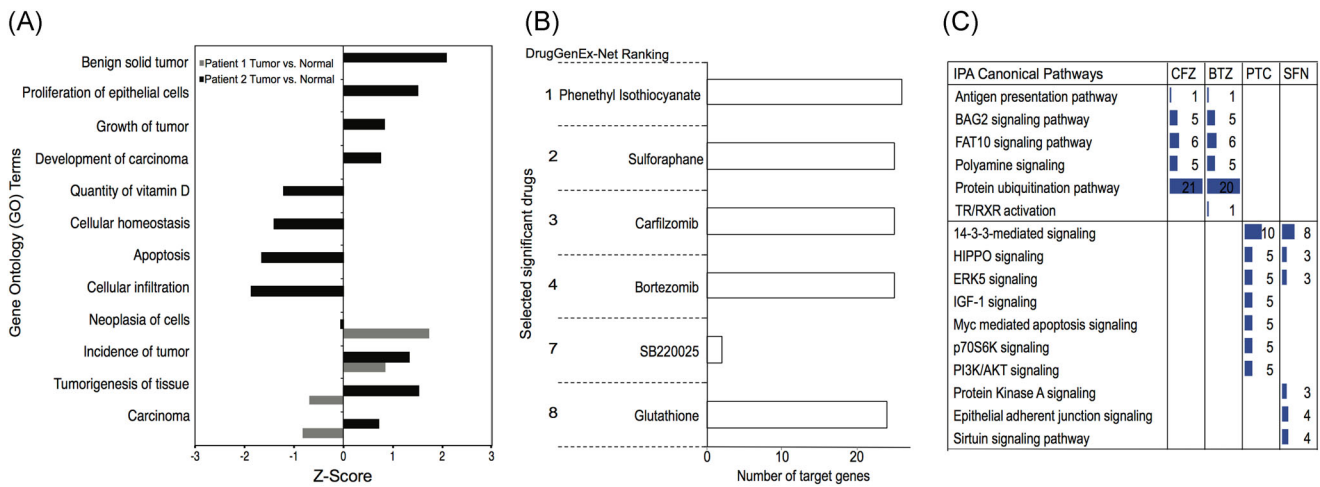 (A)
Patient 1 Tumor vs. Normal
Patient 2 Tumor vs. Normal
Gene Ontology (GO) Terms
Benign solid tumor
Proliferation of epithelial cells
Growth of tumor
Development of carcinoma
Quantity of vitamin D
Cellular homeostasis
Apoptosis
Cellular infiltration
Neoplasia of cells
Incidence of tumor
Tumorigenesis of tissue
Carcinoma
-3 -2 -1 0 1 2 3
Z-Score
(B)
DrugGenEx-Net Ranking
Selected significant drugs
1 Phenethyl Isothiocyanate
2 Sulforaphane
3 Carfilzomib
4 Bortezomib
7 SB220025
8 Glutathione
0 20
Number of target genes
(C)
IPA Canonical Pathways CFZ BTZ PTC SFN
Antigen presentation pathway 1 1
BAG2 signaling pathway 5 5
FAT10 signaling pathway 6 6
Polyamine signaling 5 5
Protein ubiquitination pathway 21 20
TR/RXR activation 1
14-3-3-mediated signaling 10 8
HIPPO signaling 5 3
ERK5 signaling 5 3
IGF-1 signaling 5
Myc mediated apoptosis signaling 5
p70S6K signaling 5
PI3K/AKT signaling 5
Protein Kinase A signaling 3
Epithelial adherent junction signaling 4
Sirtuin signaling pathway 4